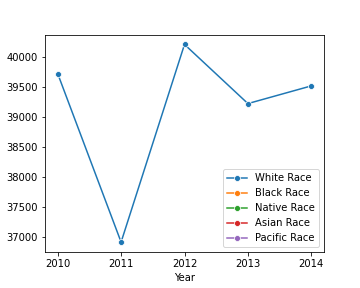 40000
39500
39000
38500
38000
37500
37000
White Race
Black Race
Native Race
Asian Race
Pacific Race
2010 2011 2012 2013 2014
Year